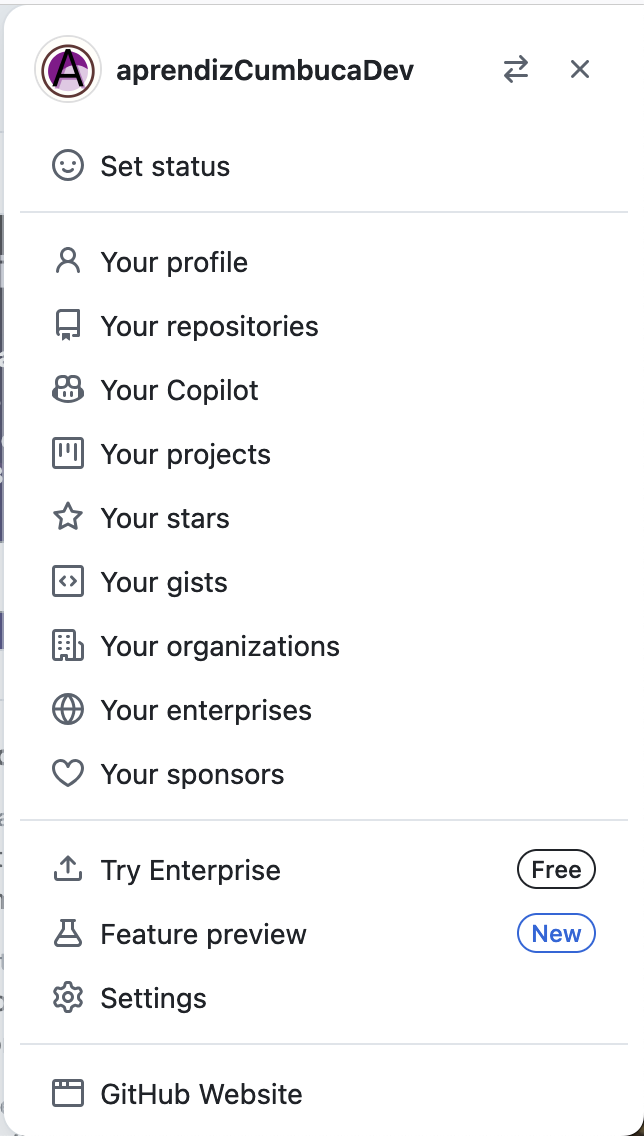 A aprendizCumbucaDev
Set status
Your profile
Your repositories
Your Copilot
Your projects
Your stars
Your gists
Your organizations
Your enterprises
Your sponsors
Try Enterprise Free
Feature preview New
Settings
GitHub Website